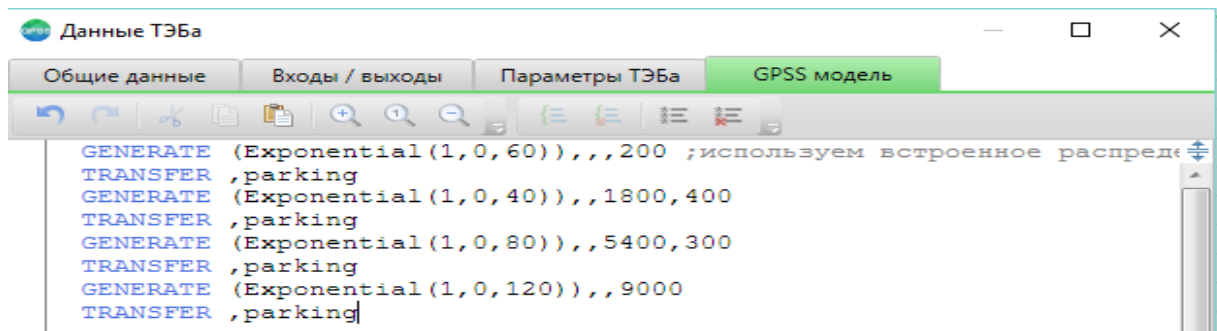 Данные ТЭБа
Общие данные Входы / выходы Параметры ТЭБа GPSS модель
GENERATE (Exponential(1,0,60)),,,200 ;используем встроенное
TRANSFER ,parking
GENERATE (Exponential(1,0,40)),,1800,400
TRANSFER ,parking
GENERATE (Exponential(1,0,80)),,5400,300
TRANSFER ,parking
GENERATE (Exponential(1,0,120)),,9000
TRANSFER ,parking